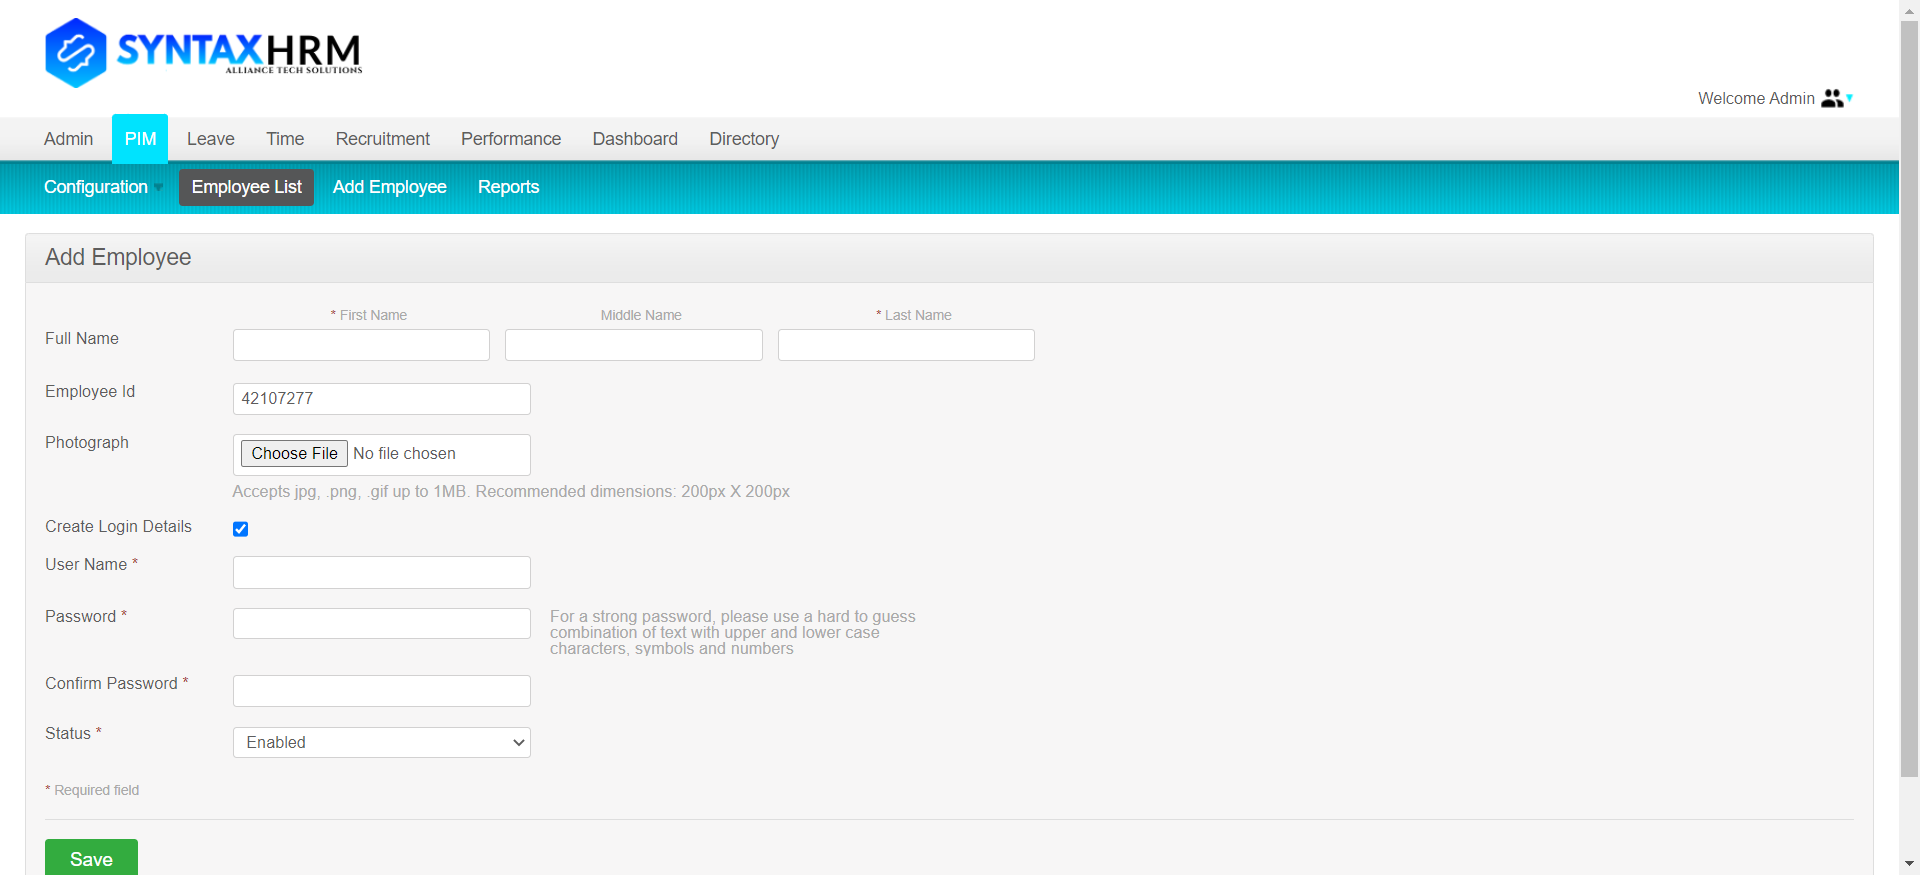 SYNTAXHRM
ALLIANCE TECH SOLUTIONS
Welcome Admin
Admin PIM Leave Time Recruitment Performance Dashboard Directory
Configuration Employee List Add Employee Reports
Add Employee
* First Name Middle Name * Last Name
Full Name
Employee Id 42107277
Photograph Choose File No file chosen
Accepts jpg, .png, .gif up to 1MB. Recommended dimensions: 200px X 200px
Create Login Details
User Name *
Password * For a strong password, please use a hard to guess
combination of text with upper and lower case
characters, symbols and numbers
Confirm Password *
Status * Enabled
* Required field
Save